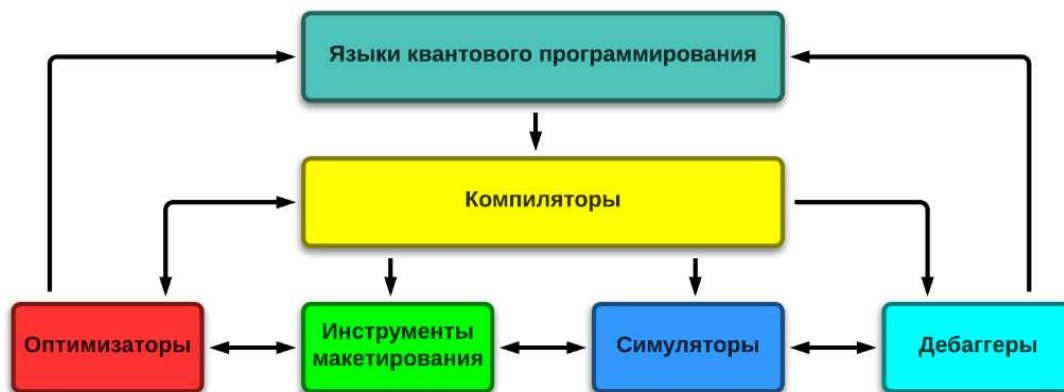 Языки квантового программирования
Компиляторы
Оптимизаторы
Инструменты
макетирования
Симуляторы
Дебаггеры